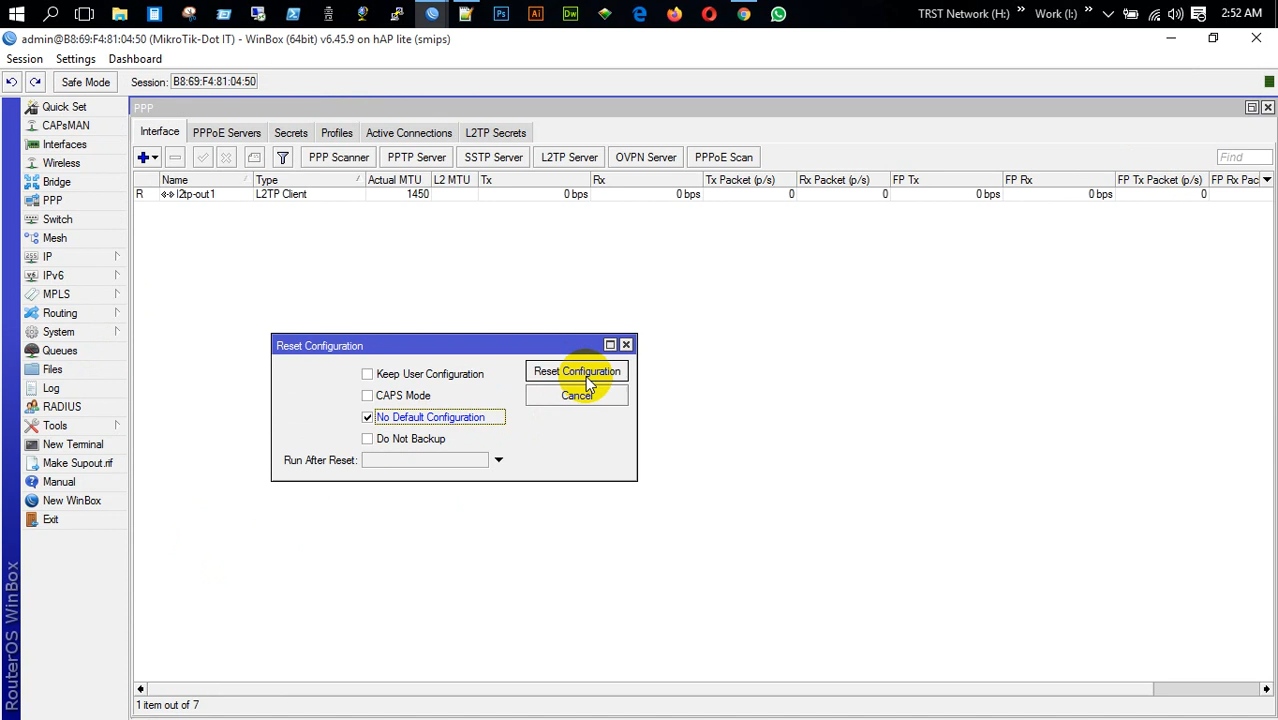 TRST Network (H:) » Work (I:) » 2:52 AM
admin@B8:69:F4:81:04:50 (MikroTik-Dot IT) - WinBox (64bit) v6.45.9 on hAP lite (smips)
Session Settings Dashboard
Safe Mode Session: B8:69:F4:81:04:50
Quick Set
CAPsMAN
Interfaces
Wireless
Bridge
PPP
Switch
Mesh
IP
IPv6
MPLS
Routing
System
Queues
Files
Log
RADIUS
Tools
New Terminal
Make Supout.rif
Manual
New WinBox
Exit
RouterOS WinBox
PPP
Interface PPPoE Servers Secrets Profiles Active Connections L2TP Secrets
PPP Scanner PPTP Server SSTP Server L2TP Server OVPN Server PPPoE Scan Find
Name Type Actual MTU L2 MTU Tx Rx Tx Packet (p/s) Rx Packet (p/s) FP Tx FP Rx FP Tx Packet (p/s) FP Rx Pac
R l2tp-out1 L2TP Client 1450 0 bps 0 bps 0 0 0 bps 0 bps 0
Reset Configuration
Keep User Configuration Reset Configuration
CAPS Mode Cancel
No Default Configuration
Do Not Backup
Run After Reset:
1 item out of 7